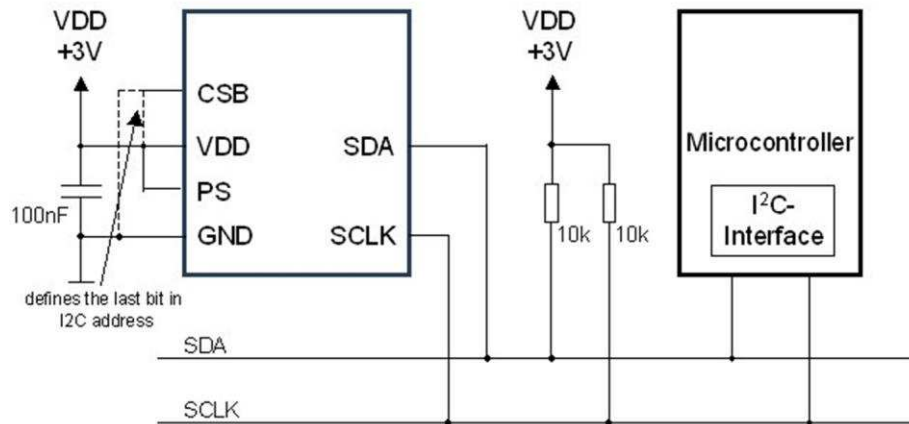 VDD
+3V
CSB
VDD
PS
GND
SDA
SCLK
100nF
defines the last bit in
I2C address
VDD
+3V
10k
10k
Microcontroller
I²C-
Interface
SDA
SCLK